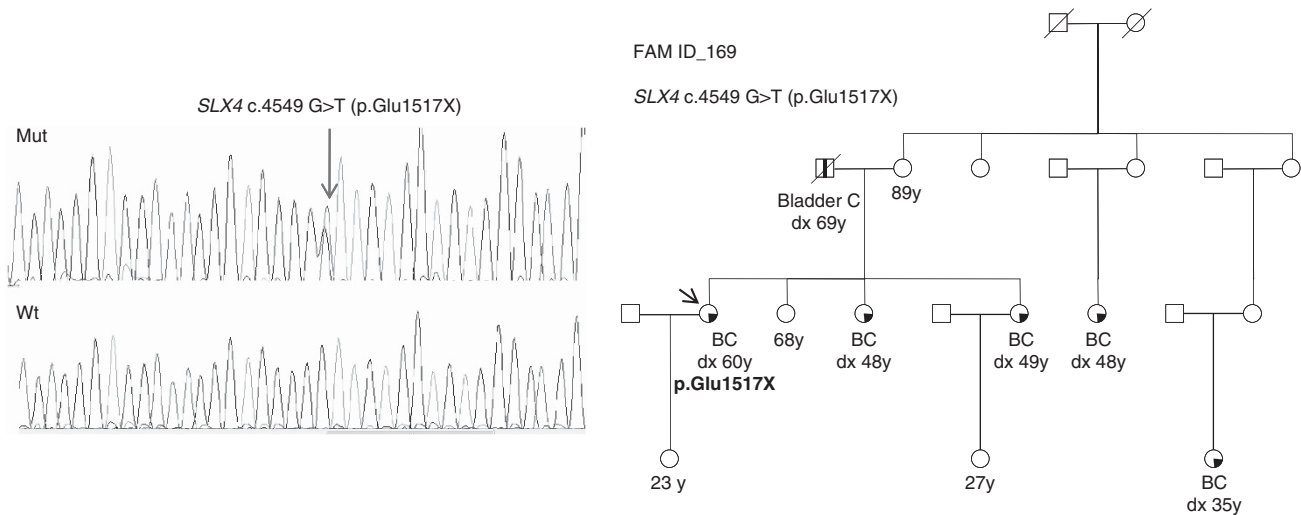 SLX4 c.4549 G>T (p.Glu1517X)
Mut
Wt
FAM ID_169
SLX4 c.4549 G>T (p.Glu1517X)
Bladder C
dx 69y
89y
BC
dx 60y
p.Glu1517X
68y
BC
dx 48y
BC
dx 49y
BC
dx 48y
23 y
27y
BC
dx 35y